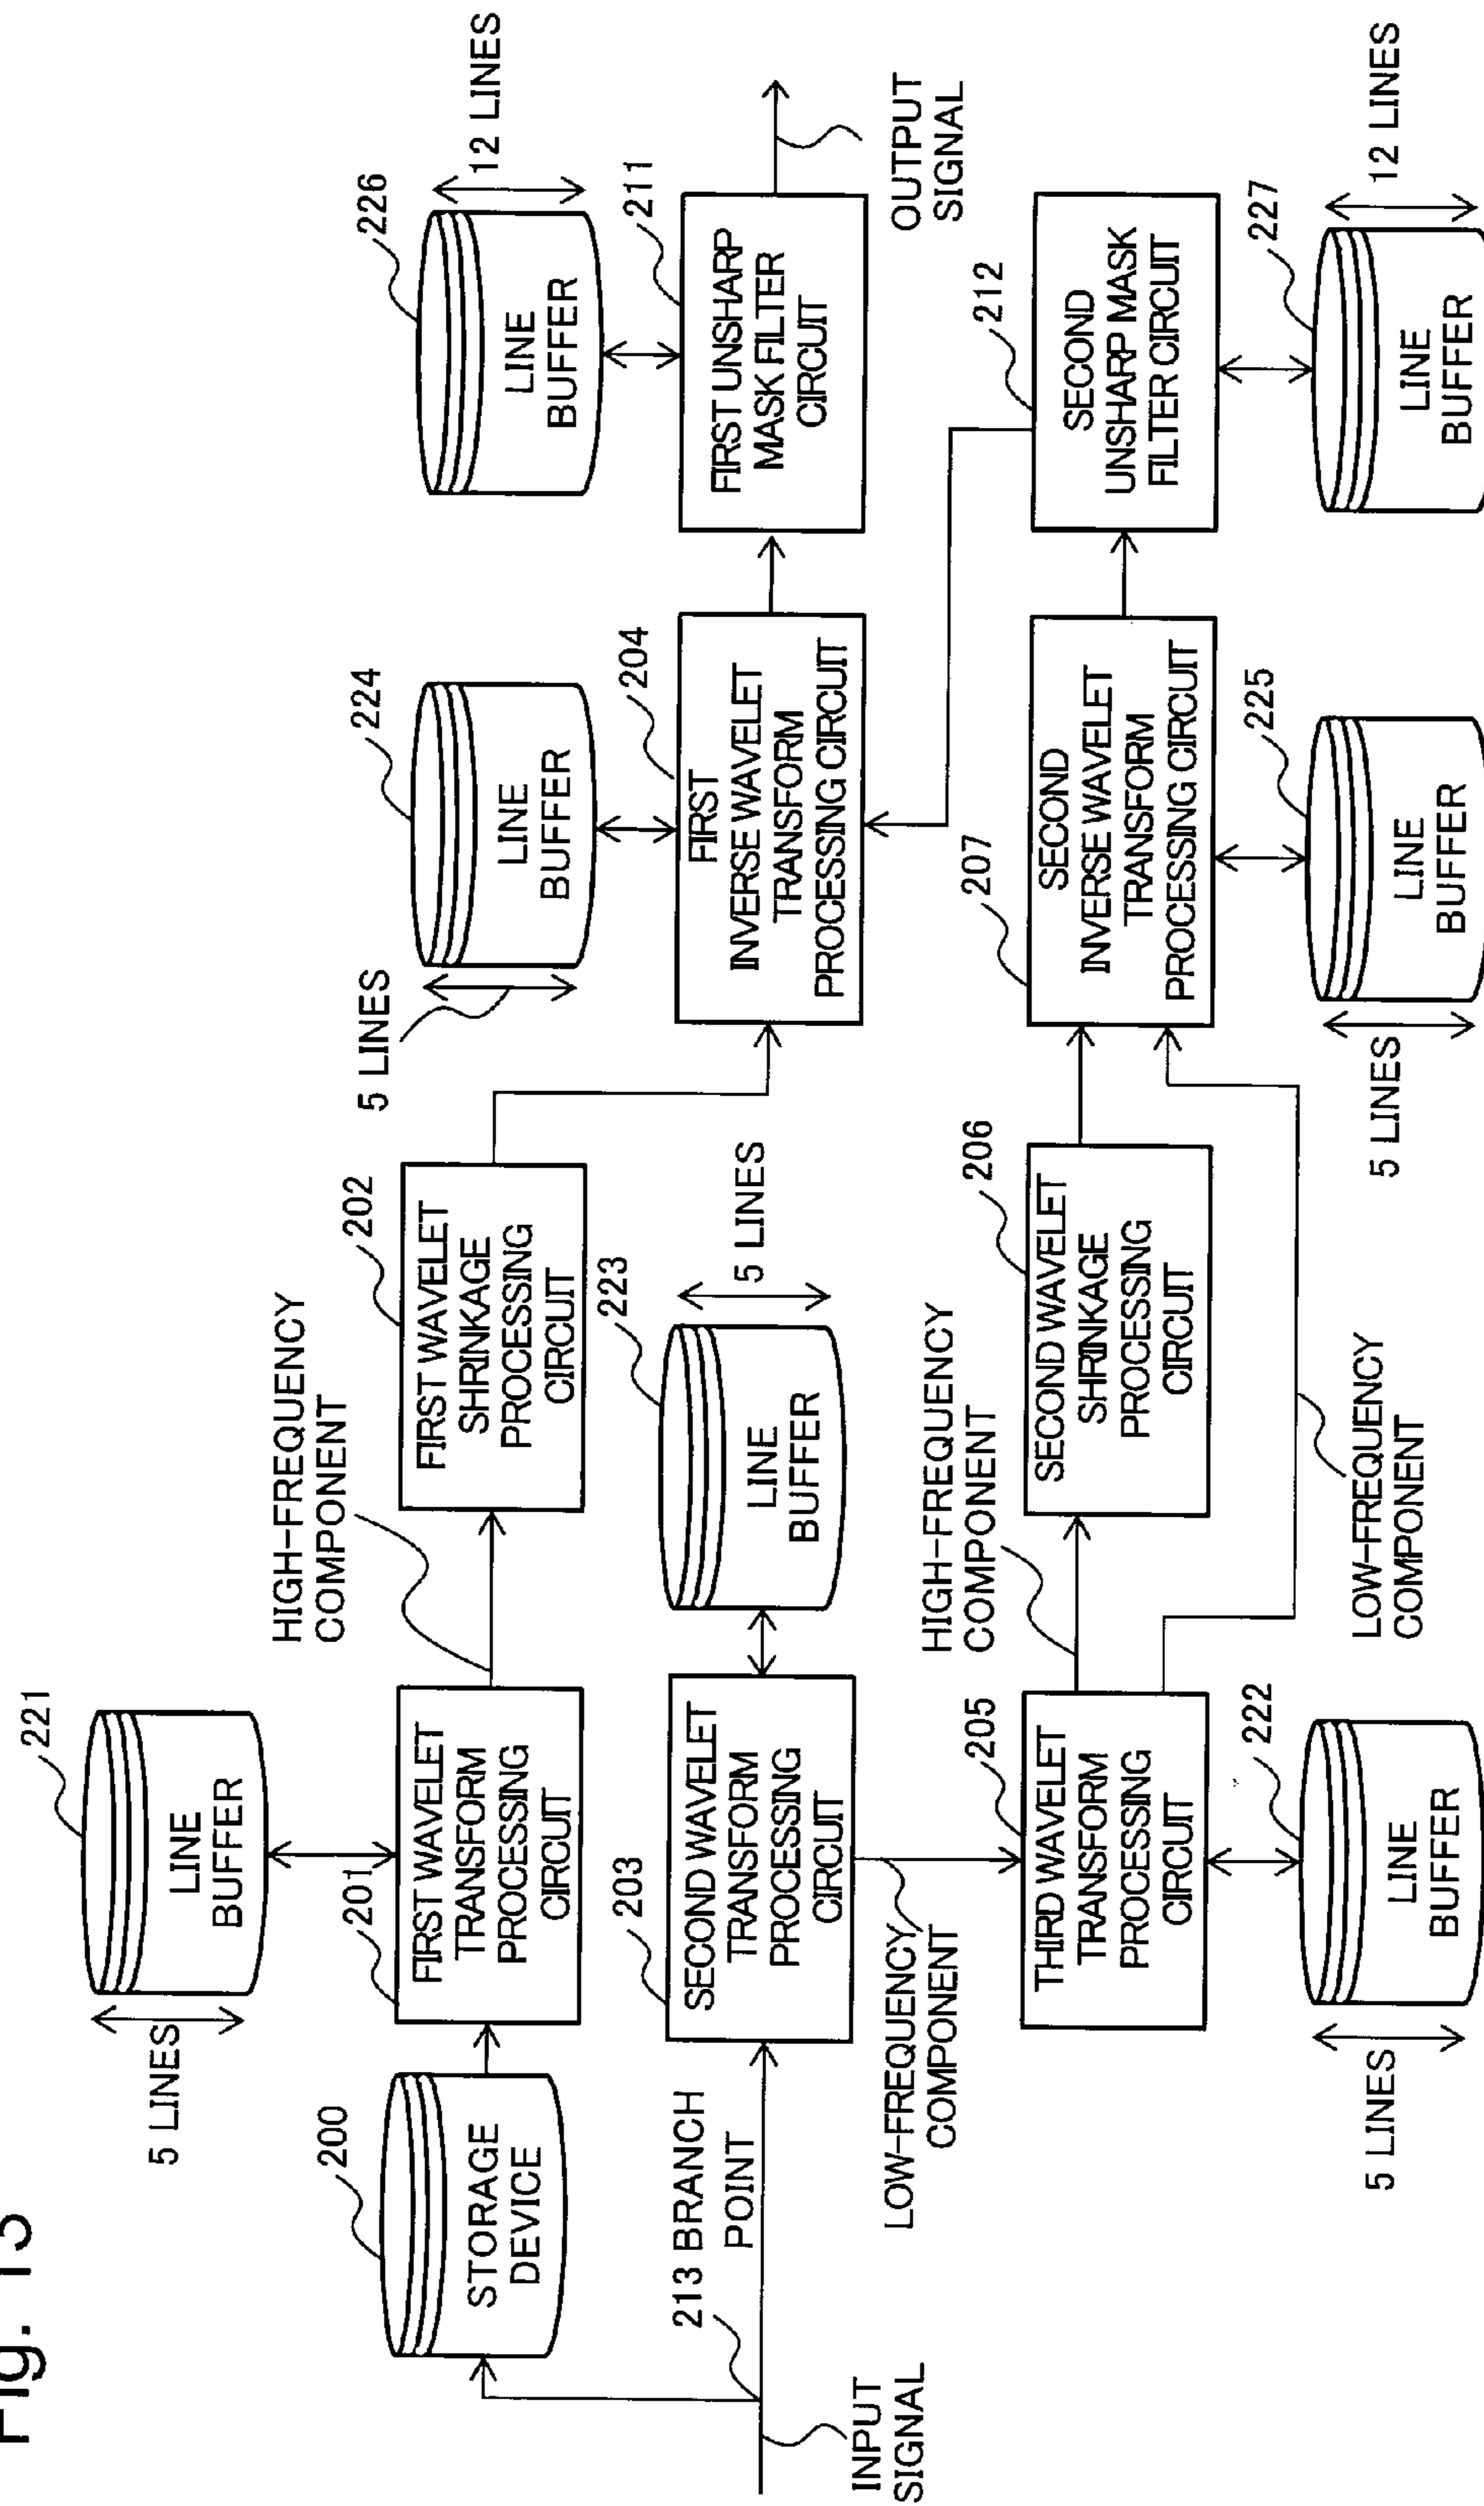 Fig. 15
221
5 LINES
LINE
BUFFER
200
STORAGE
DEVICE
201
FIRST WAVELET
TRANSFORM
PROCESSING
CIRCUIT
HIGH-FREQUENCY
COMPONENT
202
FIRST WAVELET
SHRINKAGE
PROCESSING
CIRCUIT
5 LINES
224
LINE
BUFFER
226
LINE
BUFFER
12 LINES
INPUT
SIGNAL
213 BRANCH
POINT
203
SECOND WAVELET
TRANSFORM
PROCESSING
CIRCUIT
223
LINE
BUFFER
5 LINES
204
FIRST
INVERSE WAVELET
TRANSFORM
PROCESSING CIRCUIT
211
FIRST UNSHARP
MASK FILTER
CIRCUIT
OUTPUT
SIGNAL
LOW-FREQUENCY
COMPONENT
205
THIRD WAVELET
TRANSFORM
PROCESSING
CIRCUIT
HIGH-FREQUENCY
COMPONENT
206
SECOND WAVELET
SHRINKAGE
PROCESSING
CIRCUIT
207
SECOND
INVERSE WAVELET
TRANSFORM
PROCESSING CIRCUIT
212
SECOND
UNSHARP MASK
FILTER CIRCUIT
5 LINES
222
LINE
BUFFER
LOW-FREQUENCY
COMPONENT
5 LINES
225
LINE
BUFFER
227
LINE
BUFFER
12 LINES